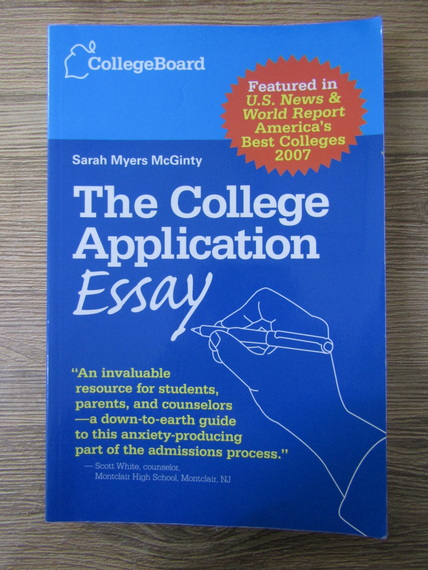 CollegeBoard
Featured in
U.S. News &
World Report
America's
Best Colleges
2007
Sarah Myers McGinty
The College
Application
Essay
“An invaluable
resource for students,
parents, and counselors
—a down-to-earth guide
to this anxiety-producing
part of the admissions process.”
— Scott White, counselor,
Montclair High School, Montclair, NJ